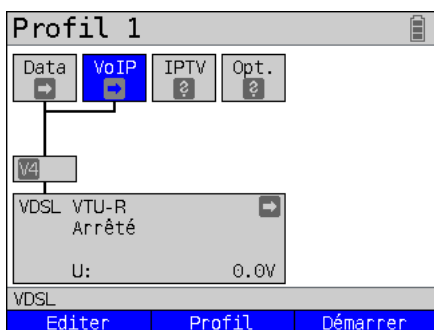 Profil 1
Data VoIP IPTV Opt.
? ?
V4
VDSL VTU-R
Arrêté
U: 0.0V
VDSL
Editer Profil Démarrer